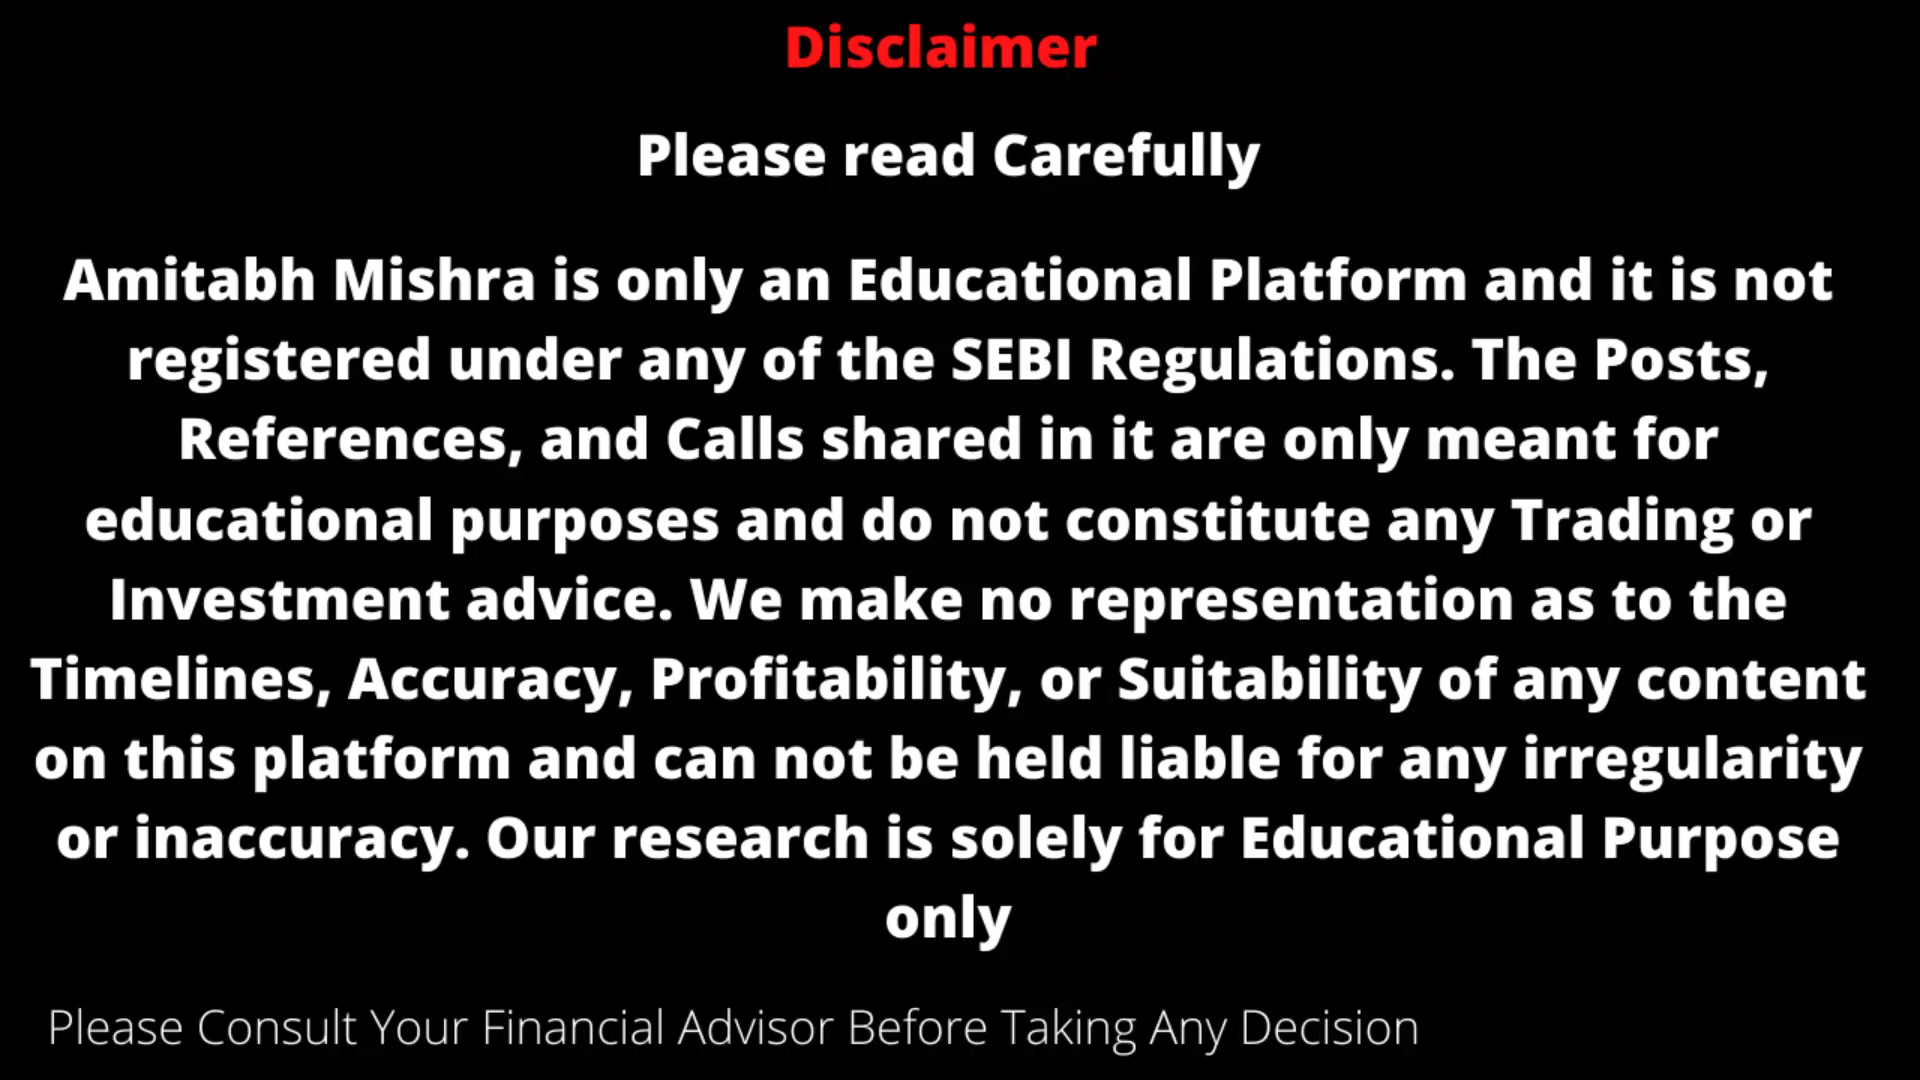 Disclaimer
Please read Carefully
Amitabh Mishra is only an Educational Platform and it is not
registered under any of the SEBI Regulations. The Posts,
References, and Calls shared in it are only meant for
educational purposes and do not constitute any Trading or
Investment advice. We make no representation as to the
Timelines, Accuracy, Profitability, or Suitability of any content
on this platform and can not be held liable for any irregularity
or inaccuracy. Our research is solely for Educational Purpose
only
Please Consult Your Financial Advisor Before Taking Any Decision